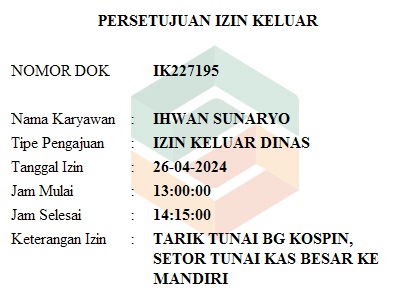 PERSETUJUAN IZIN KELUAR
NOMOR DOK IK227195
Nama Karyawan : IHWAN SUNARYO
Tipe Pengajuan : IZIN KELUAR DINAS
Tanggal Izin : 26-04-2024
Jam Mulai : 13:00:00
Jam Selesai : 14:15:00
Keterangan Izin : TARIK TUNAI BG KOSPIN,
SETOR TUNAI KAS BESAR KE
MANDIRI